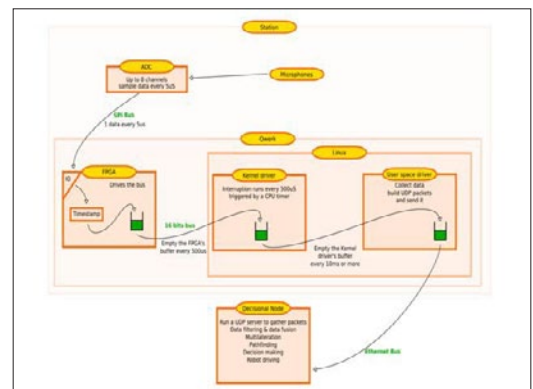 Station
ADC
Up to 8 channels
sample data every 5uS
Microphones
GPI Bus
1 data every 5us
Qwerk
Linux
FPGA
Drives the bus
IO
Timestamp
16 bits bus
Empty the FPGA's
buffer every 500us
Kernel driver
Interruption runs every 500uS
triggered by a CPU timer
User space driver
Collect data
build UDP packets
and send it
Empty the Kernel
driver's buffer
every 10ms or more
Decisional Node
Run a UDP server to gather packets
Data filtering & data fusion
Multilateration
Pathfinding
Decision making
Robot driving
Ethernet Bus